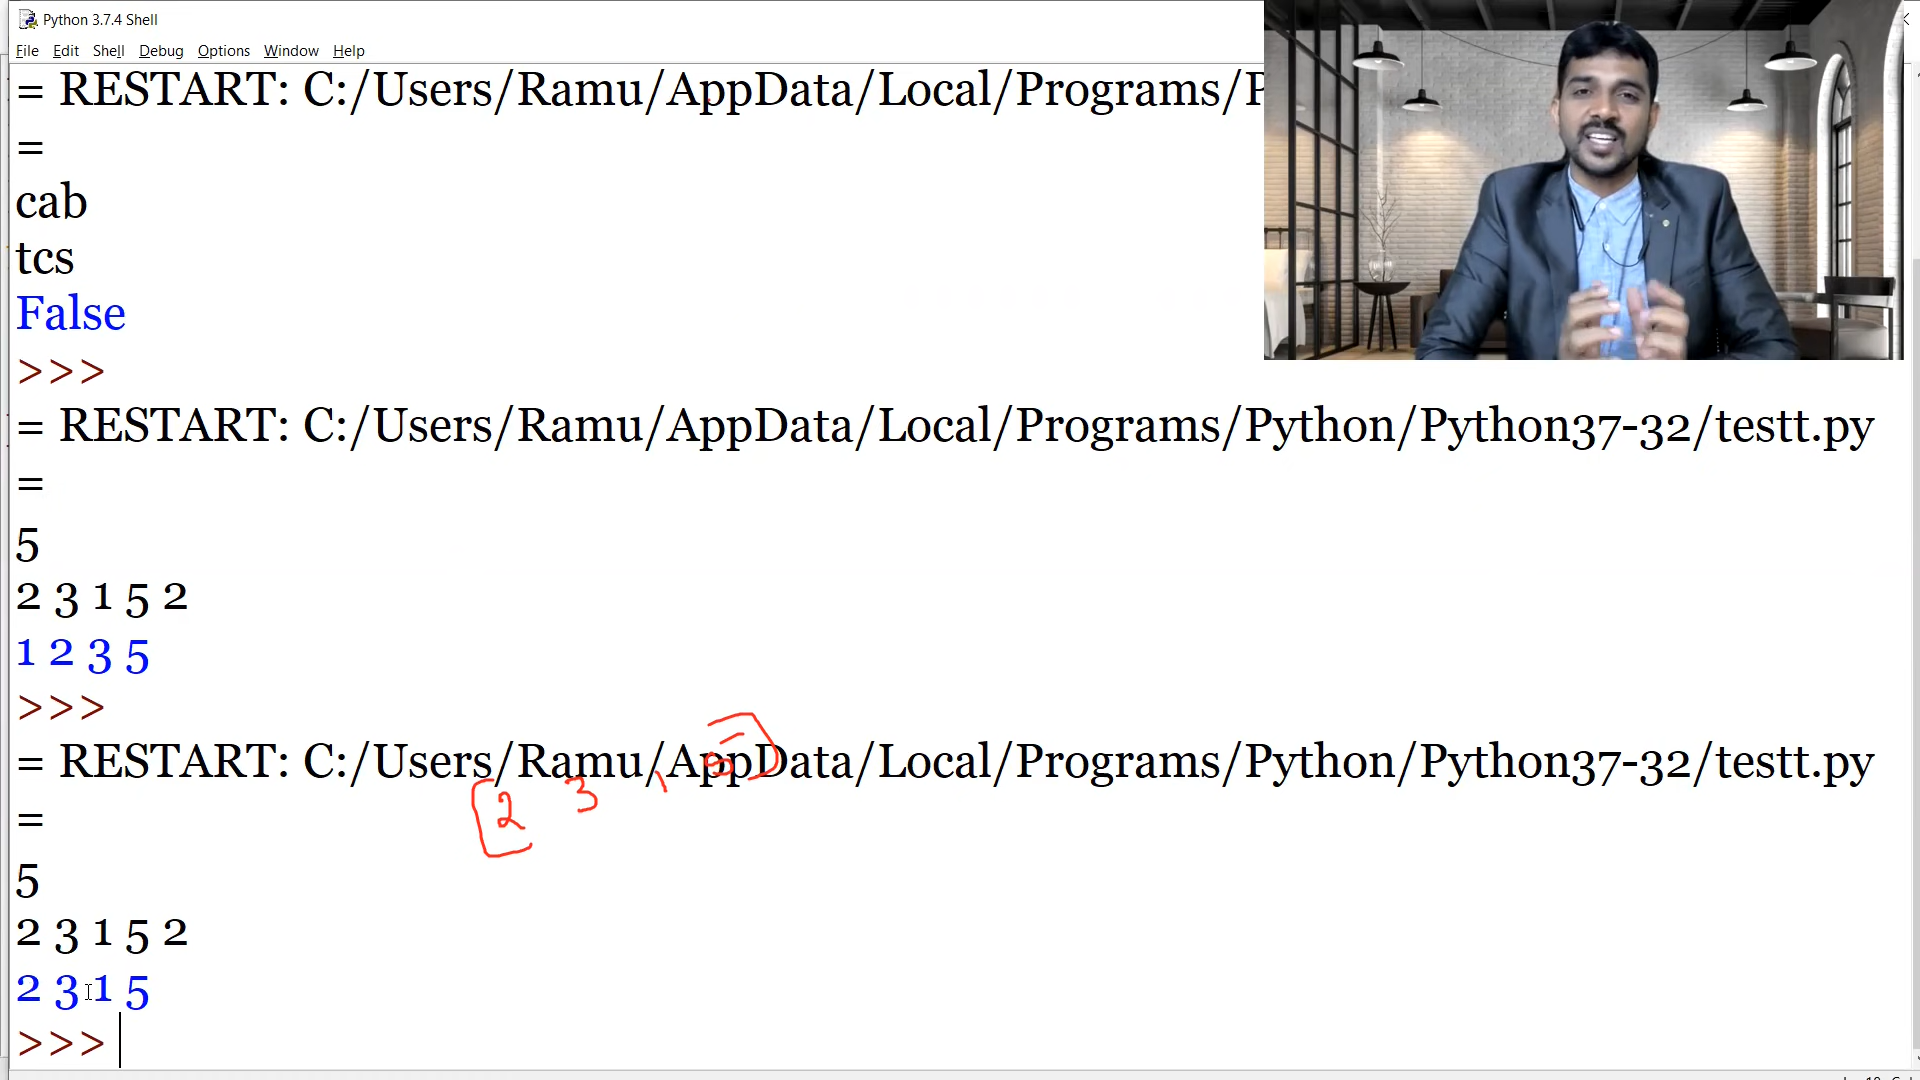 Python 3.7.4 Shell
File Edit Shell Debug Options Window Help
= RESTART: C:/Users/Ramu/AppData/Local/Programs/P
=
cab
tcs
False
>>>
= RESTART: C:/Users/Ramu/AppData/Local/Programs/Python/Python37-32/testt.py
=
5
2 3 1 5 2
1 2 3 5
>>>
= RESTART: C:/Users/Ramu/AppData/Local/Programs/Python/Python37-32/testt.py
[2 3 1 5]
=
5
2 3 1 5 2
2 3 1 5
>>>